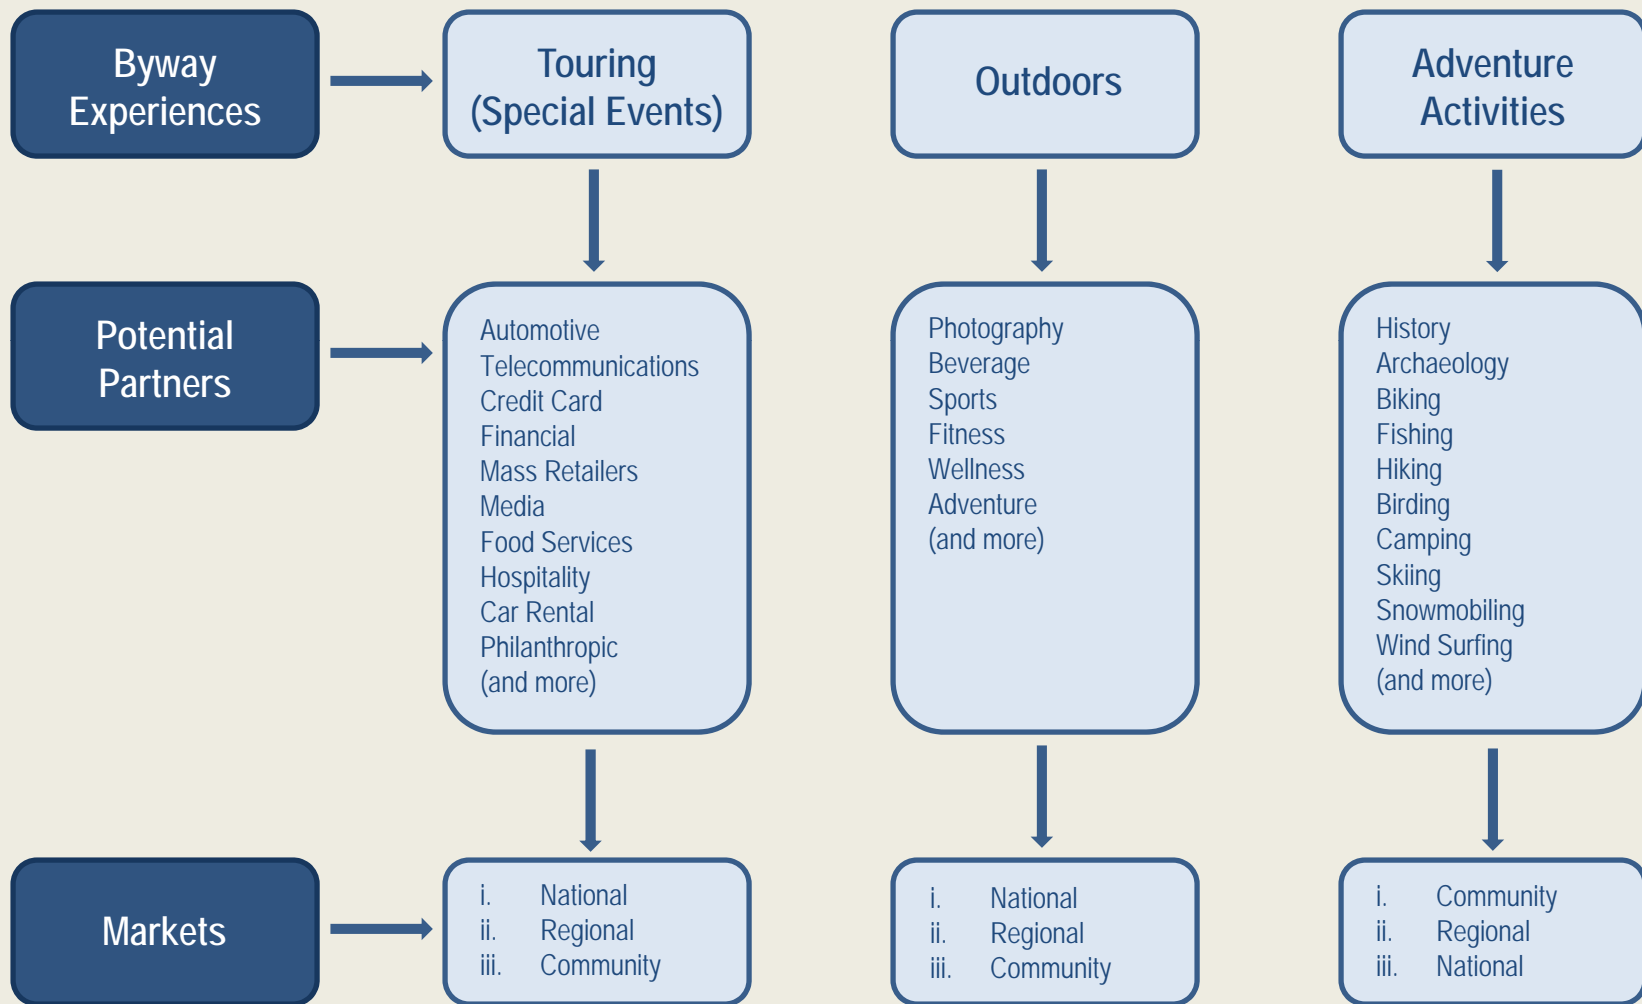 Byway
Experiences
Touring
(Special Events)
Outdoors
Adventure
Activities
Potential
Partners
Automotive
Telecommunications
Credit Card
Financial
Mass Retailers
Media
Food Services
Hospitality
Car Rental
Philanthropic
(and more)
Photography
Beverage
Sports
Fitness
Wellness
Adventure
(and more)
History
Archaeology
Biking
Fishing
Hiking
Birding
Camping
Skiing
Snowmobiling
Wind Surfing
(and more)
Markets
i. National
ii. Regional
iii. Community
i. National
ii. Regional
iii. Community
i. Community
ii. Regional
iii. National